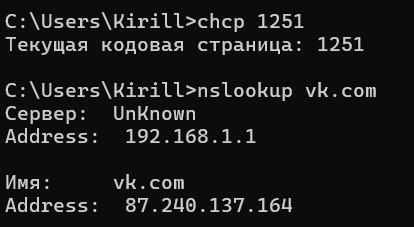 C:\Users\Kirill>chcp 1251
Текущая кодовая страница: 1251
C:\Users\Kirill>nslookup vk.com
Сервер:  UnKnown
Address:  192.168.1.1
Имя:     vk.com
Address:  87.240.137.164